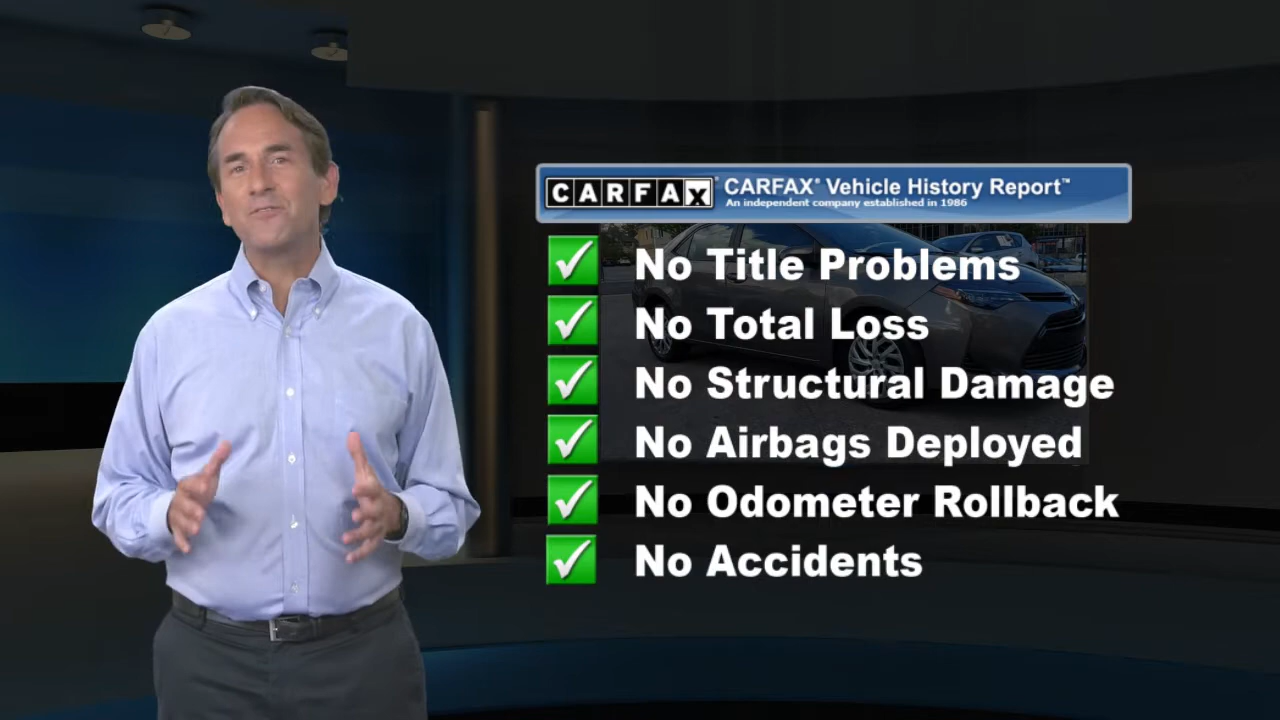 CARFAX® CARFAX® Vehicle History Report™
An independent company established in 1986
No Title Problems
No Total Loss
No Structural Damage
No Airbags Deployed
No Odometer Rollback
No Accidents